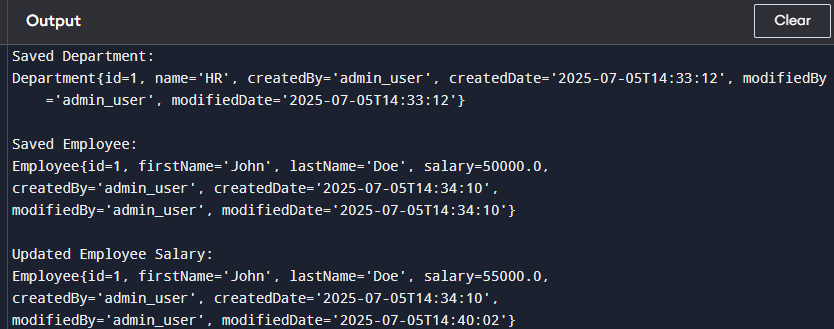 Output
Clear
Saved Department:
Department{id=1, name='HR', createdBy='admin_user', createdDate='2025-07-05T14:33:12', modifiedBy
='admin_user', modifiedDate='2025-07-05T14:33:12'}
Saved Employee:
Employee{id=1, firstName='John', lastName='Doe', salary=50000.0,
createdBy='admin_user', createdDate='2025-07-05T14:34:10',
modifiedBy='admin_user', modifiedDate='2025-07-05T14:34:10'}
Updated Employee Salary:
Employee{id=1, firstName='John', lastName='Doe', salary=55000.0,
createdBy='admin_user', createdDate='2025-07-05T14:34:10',
modifiedBy='admin_user', modifiedDate='2025-07-05T14:40:02'}